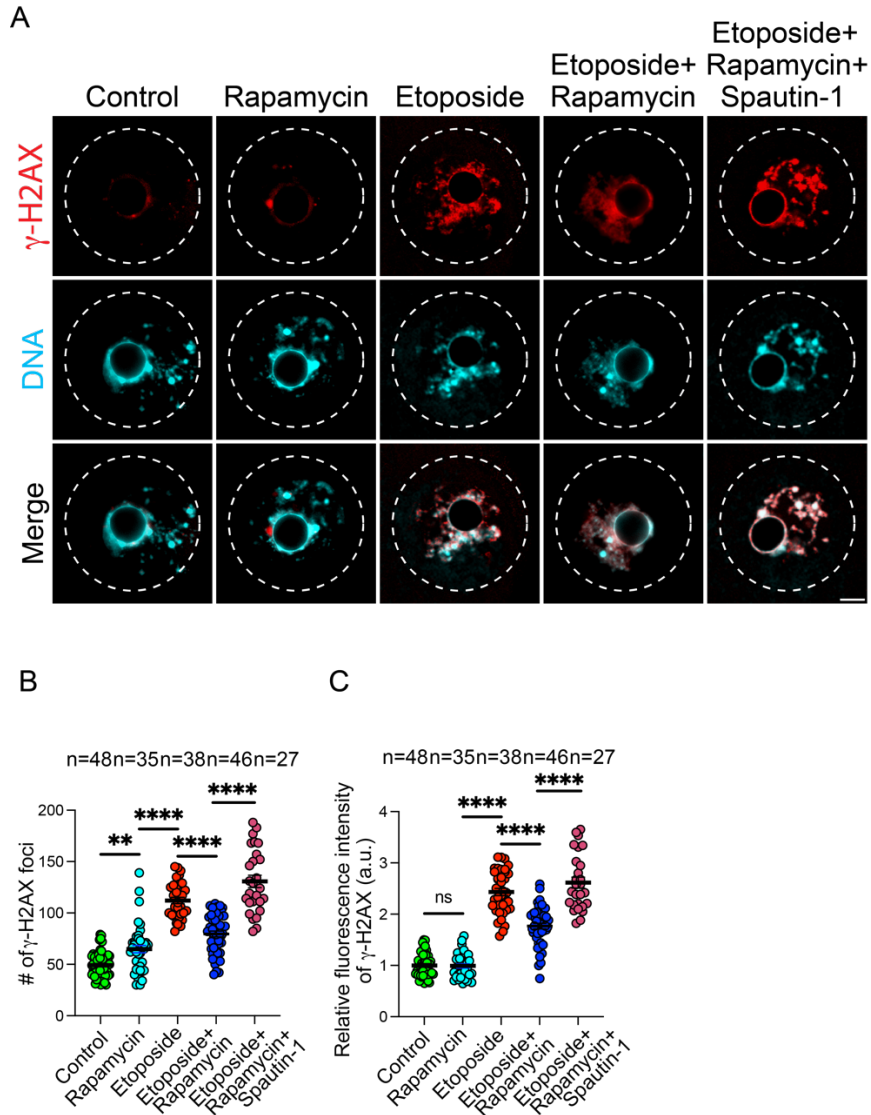 A
Control
Rapamycin
Etoposide
Etoposide+
Rapamycin
Etoposide+
Rapamycin+
Spautin-1
γ-H2AX
DNA
Merge
B
n=48n=35n=38n=46n=27
# of γ-H2AX foci
200
150
100
50
0
**
****
****
****
Control
Rapamycin
Etoposide
Etoposide+
Rapamycin
Etoposide+
Rapamycin+
Spautin-1
C
n=48n=35n=38n=46n=27
Relative fluorescence intensity
of γ-H2AX (a.u.)
4
3
2
1
0
ns
****
****
****
Control
Rapamycin
Etoposide
Etoposide+
Rapamycin
Etoposide+
Rapamycin+
Spautin-1